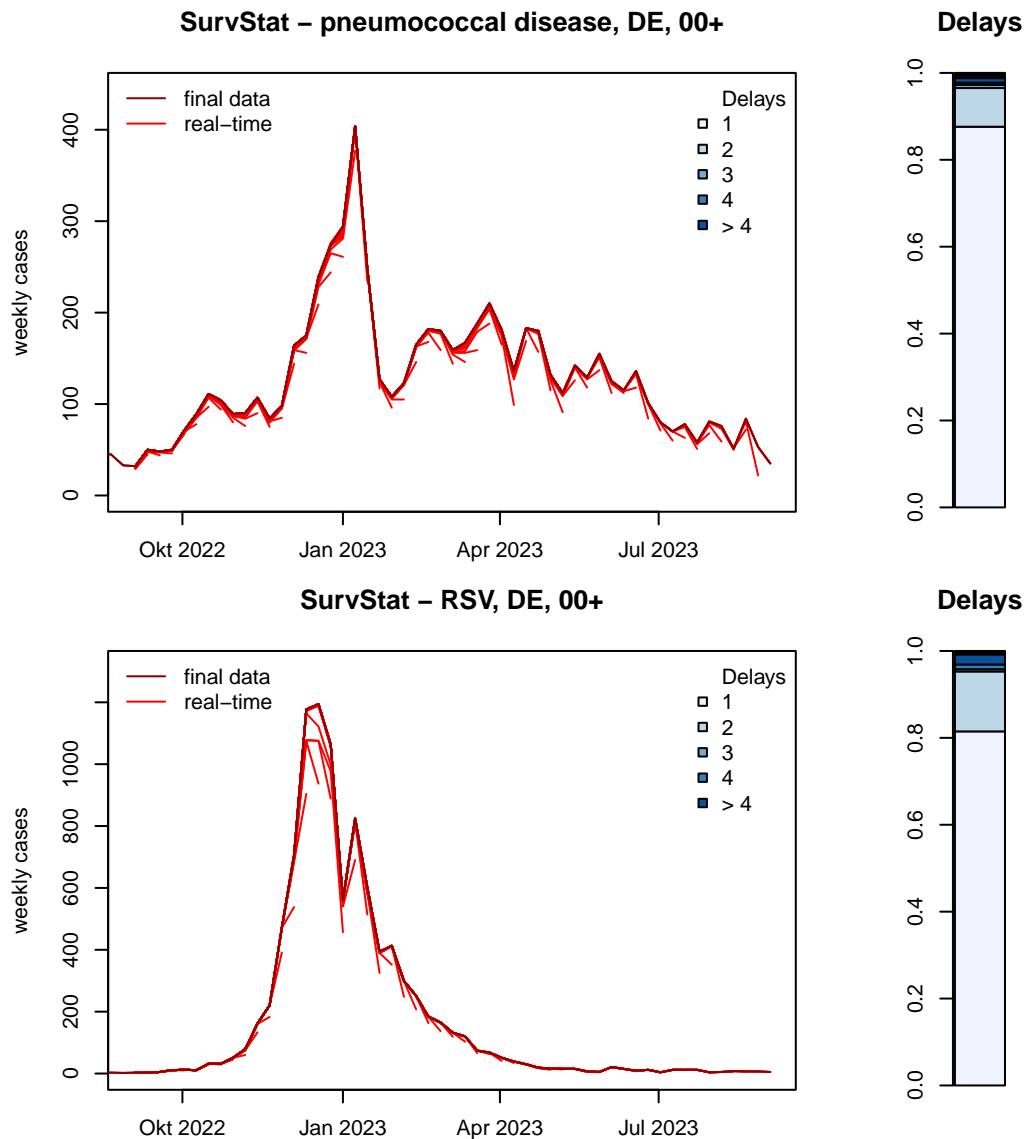 SurvStat – pneumococcal disease, DE, 00+
Delays
final data
real−time
Delays
1
2
3
4
> 4
weekly cases
400
300
200
100
0
Okt 2022
Jan 2023
Apr 2023
Jul 2023
1.0
0.8
0.6
0.4
0.2
0.0
SurvStat – RSV, DE, 00+
Delays
final data
real−time
Delays
1
2
3
4
> 4
weekly cases
1000
800
600
400
200
0
Okt 2022
Jan 2023
Apr 2023
Jul 2023
1.0
0.8
0.6
0.4
0.2
0.0